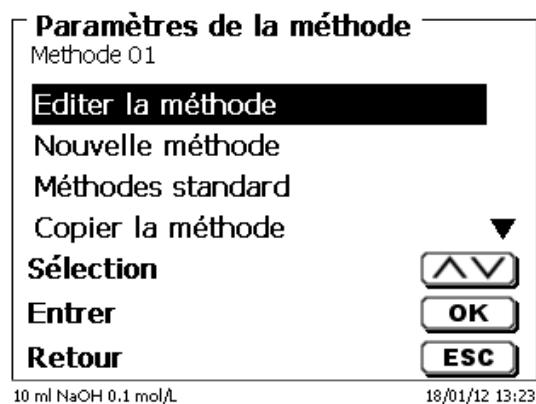 Paramètres de la méthode
Methode 01
Editer la méthode
Nouvelle méthode
Méthodes standard
Copier la méthode
Sélection
Entrer OK
Retour ESC
10 ml NaOH 0.1 mol/L 18/01/12 13:23